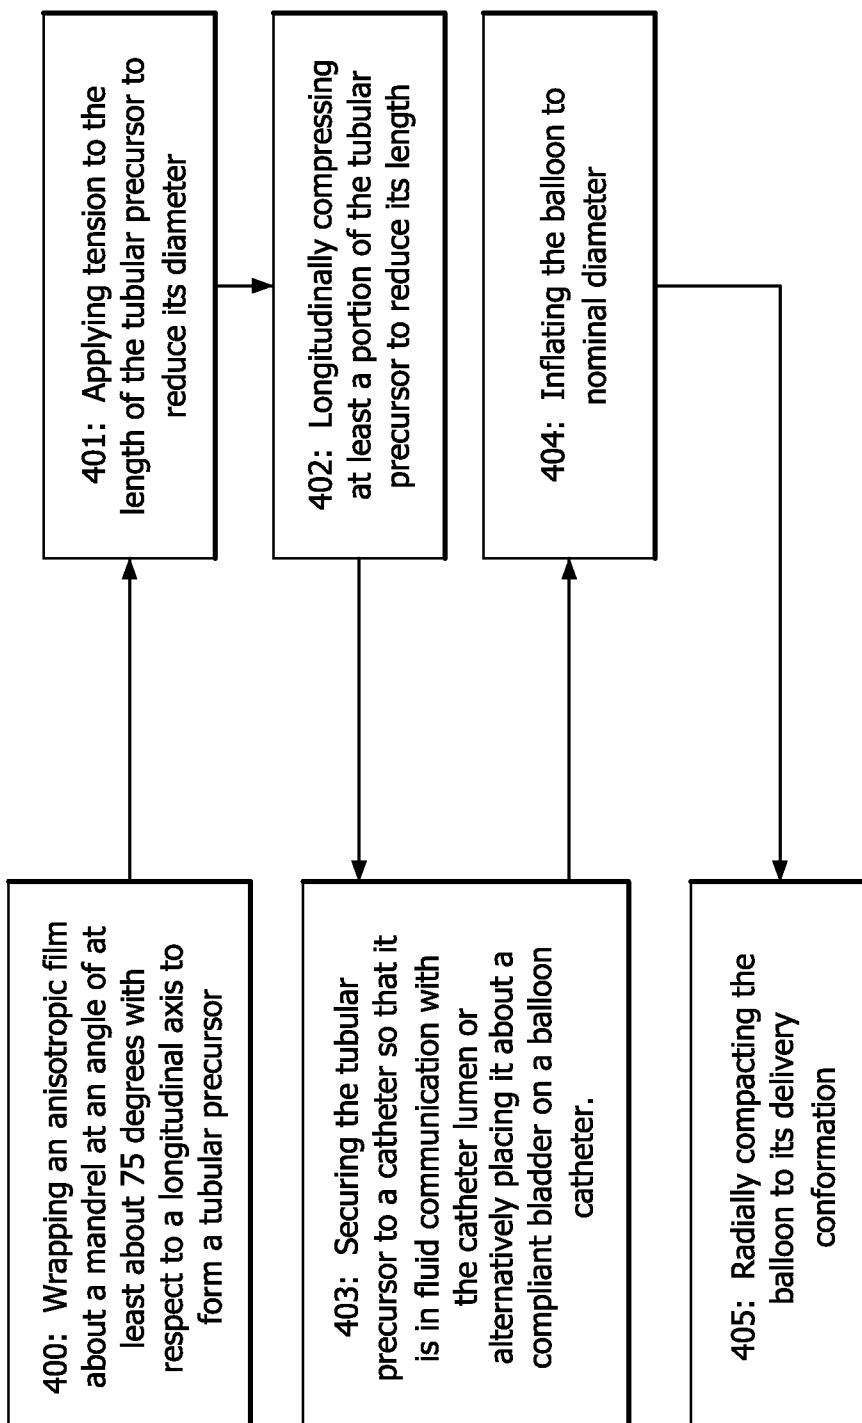 400: Wrapping an anisotropic film
about a mandrel at an angle of at
least about 75 degrees with
respect to a longitudinal axis to
form a tubular precursor
401: Applying tension to the
length of the tubular precursor to
reduce its diameter
402: Longitudinally compressing
at least a portion of the tubular
precursor to reduce its length
403: Securing the tubular
precursor to a catheter so that it
is in fluid communication with
the catheter lumen or
alternatively placing it about a
compliant bladder on a balloon
catheter.
404: Inflating the balloon to
nominal diameter
405: Radially compacting the
balloon to its delivery
conformation